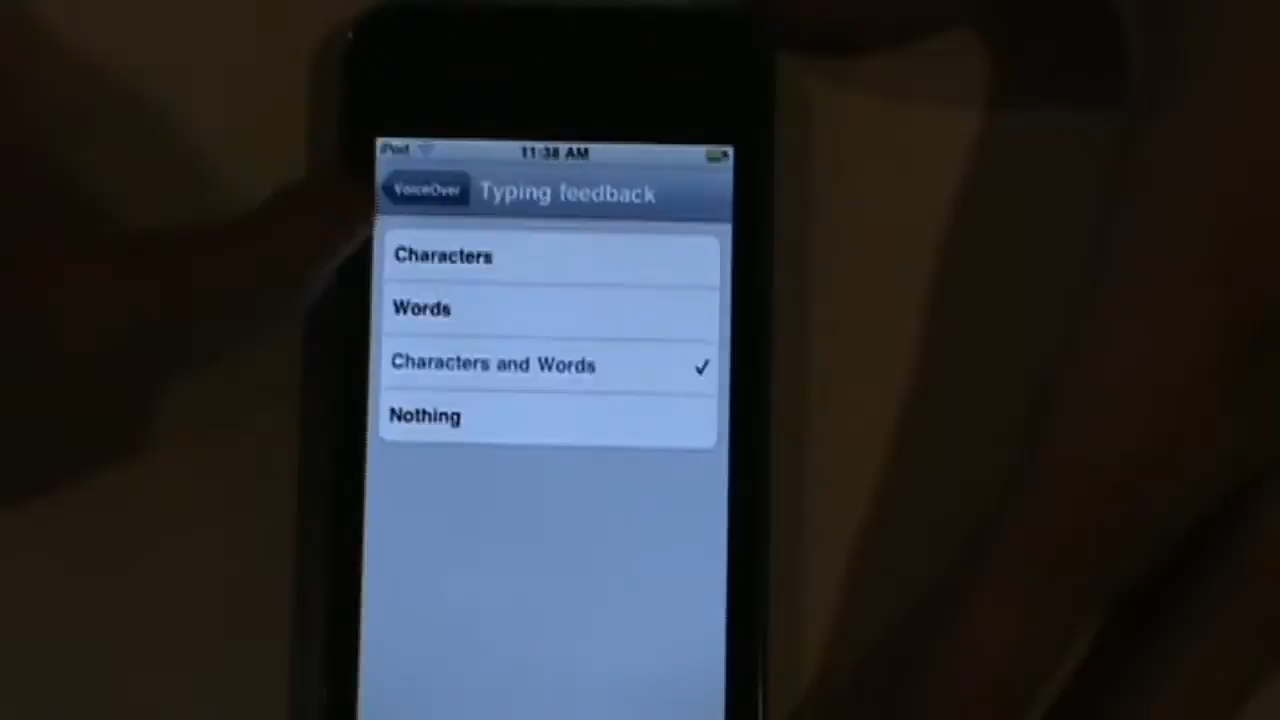 iPod 11:38 AM
VoiceOver Typing feedback
Characters
Words
Characters and Words
Nothing